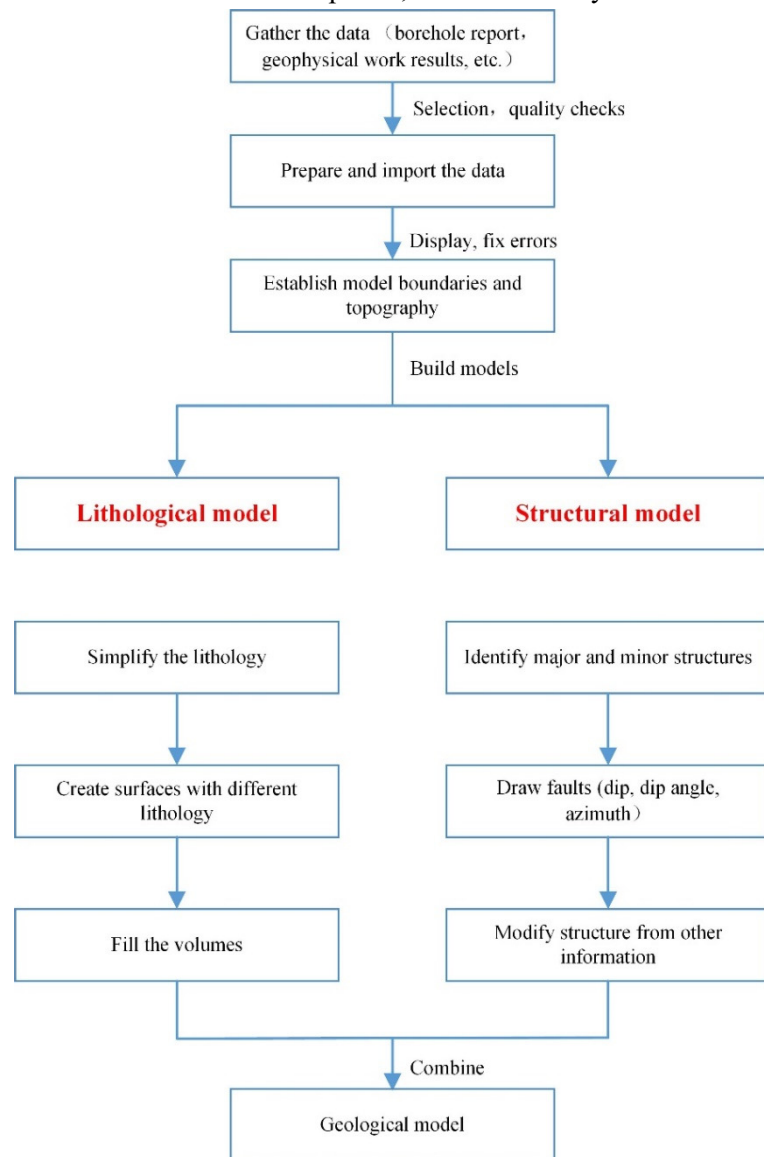 Gather the data （borehole report，
geophysical work results, etc.）
Selection，quality checks
Prepare and import the data
Display, fix errors
Establish model boundaries and
topography
Build models
Lithological model
Structural model
Simplify the lithology
Identify major and minor structures
Create surfaces with different
lithology
Draw faults (dip, dip angle,
azimuth）
Fill the volumes
Modify structure from other
information
Combine
Geological model